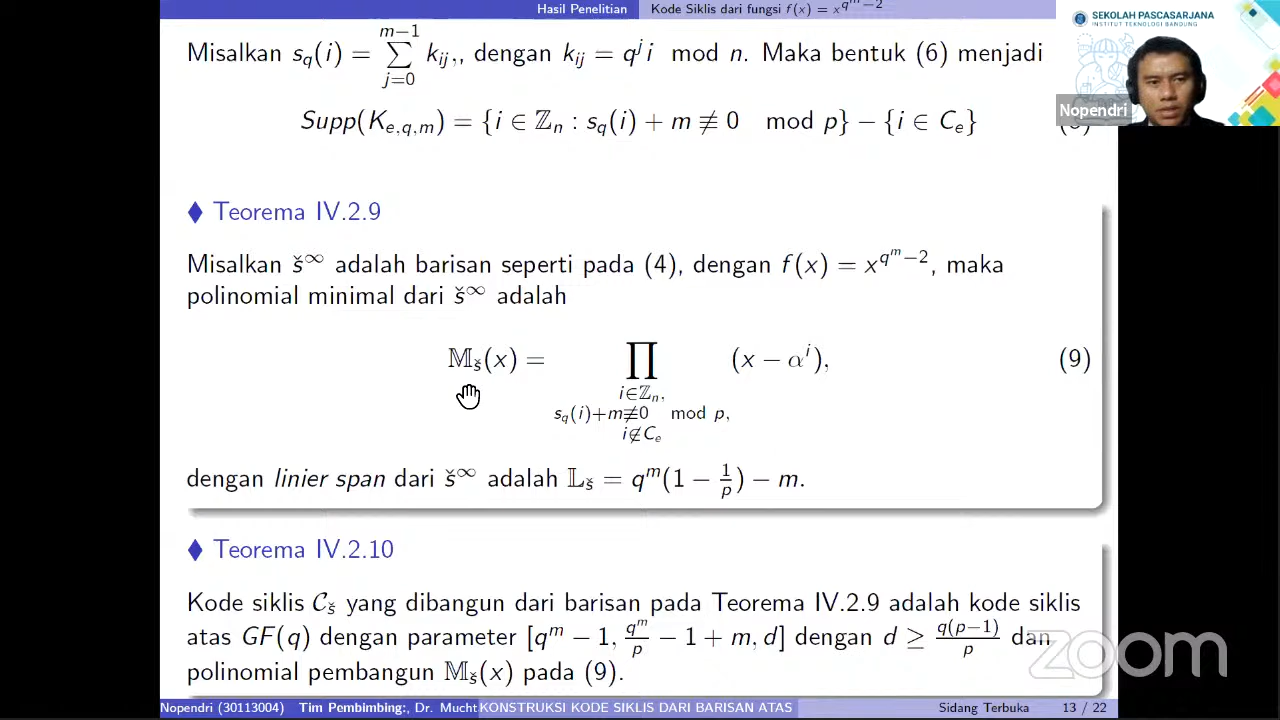 Hasil Penelitian Kode Siklis dari fungsi f(x) = x^{q^m−2}
SEKOLAH PASCASARJANA
INSTITUT TEKNOLOGI BANDUNG
Nopendri
Misalkan s_q(i) = \sum_{j=0}^{m−1} k_{ij},, dengan k_{ij} = q^j i mod n. Maka bentuk (6) menjadi
Supp(K_{e,q,m}) = {i ∈ ℤ_n : s_q(i) + m ≢ 0 mod p} − {i ∈ C_e}
♦ Teorema IV.2.9
Misalkan š^∞ adalah barisan seperti pada (4), dengan f(x) = x^{q^m−2}, maka
polinomial minimal dari š^∞ adalah
𝕄_š(x) = ∏ (x − α^i), (9)
i∈ℤ_n,
s_q(i)+m≢0 mod p,
i∉C_e
dengan linier span dari š^∞ adalah 𝕃_š = q^m(1 − \frac{1}{p}) − m.
♦ Teorema IV.2.10
Kode siklis 𝒞_š yang dibangun dari barisan pada Teorema IV.2.9 adalah kode siklis
atas GF(q) dengan parameter [q^m − 1, \frac{q^m}{p} − 1 + m, d] dengan d ≥ \frac{q(p−1)}{p} dan
polinomial pembangun 𝕄_š(x) pada (9).
zoom
Nopendri (30113004) Tim Pembimbing:, Dr. Mucht KONSTRUKSI KODE SIKLIS DARI BARISAN ATAS Sidang Terbuka 13 / 22